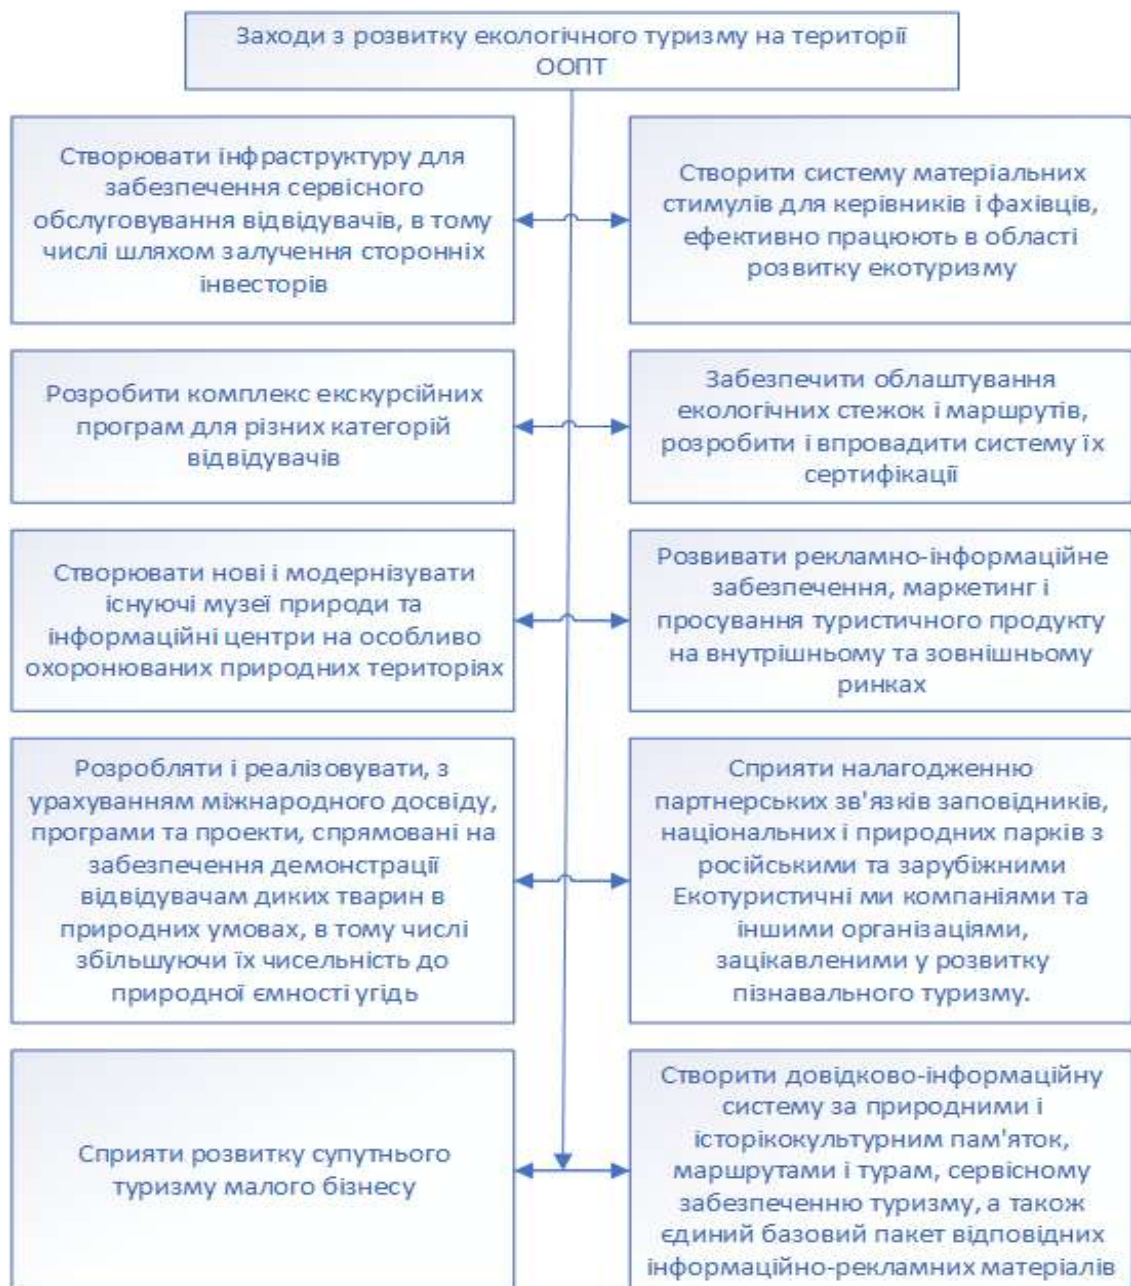 Заходи з розвитку екологічного туризму на території
ООПТ
Створювати інфраструктуру для
забезпечення сервісного
обслуговування відвідувачів, в тому
числі шляхом залучення сторонніх
інвесторів
Створити систему матеріальних
стимулів для керівників і фахівців,
ефективно працюють в області
розвитку екотуризму
Розробити комплекс екскурсійних
програм для різних категорій
відвідувачів
Забезпечити облаштування
екологічних стежок і маршрутів,
розробити і впровадити систему їх
сертифікації
Створювати нові і модернізувати
існуючі музеї природи та
інформаційні центри на особливо
охоронюваних природних територіях
Розвивати рекламно-інформаційне
забезпечення, маркетинг і
просування туристичного продукту
на внутрішньому та зовнішньому
ринках
Розробляти і реалізовувати, з
урахуванням міжнародного досвіду,
програми та проекти, спрямовані на
забезпечення демонстрації
відвідувачам диких тварин в
природних умовах, в тому числі
збільшуючи їх чисельність до
природної ємності угідь
Сприяти налагодженню
партнерських зв'язків заповідників,
національних і природних парків з
російськими та зарубіжними
Екотуристичні ми компаніями та
іншими організаціями,
зацікавленими у розвитку
пізнавального туризму.
Сприяти розвитку супутнього
туризму малого бізнесу
Створити довідково-інформаційну
систему за природними і
історікокультурним пам'яток,
маршрутами і турам, сервісному
забезпеченню туризму, а також
єдиний базовий пакет відповідних
інформаційно-рекламних матеріалів